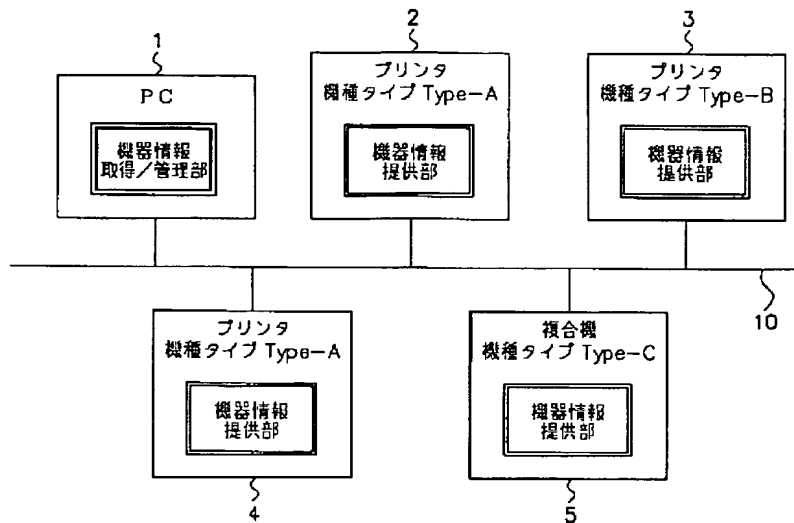 1
PC
機器情報
取得/管理部
2
プリンタ
機種タイプ Type-A
機器情報
提供部
3
プリンタ
機種タイプ Type-B
機器情報
提供部
10
プリンタ
機種タイプ Type-A
機器情報
提供部
4
複合機
機種タイプ Type-C
機器情報
提供部
5